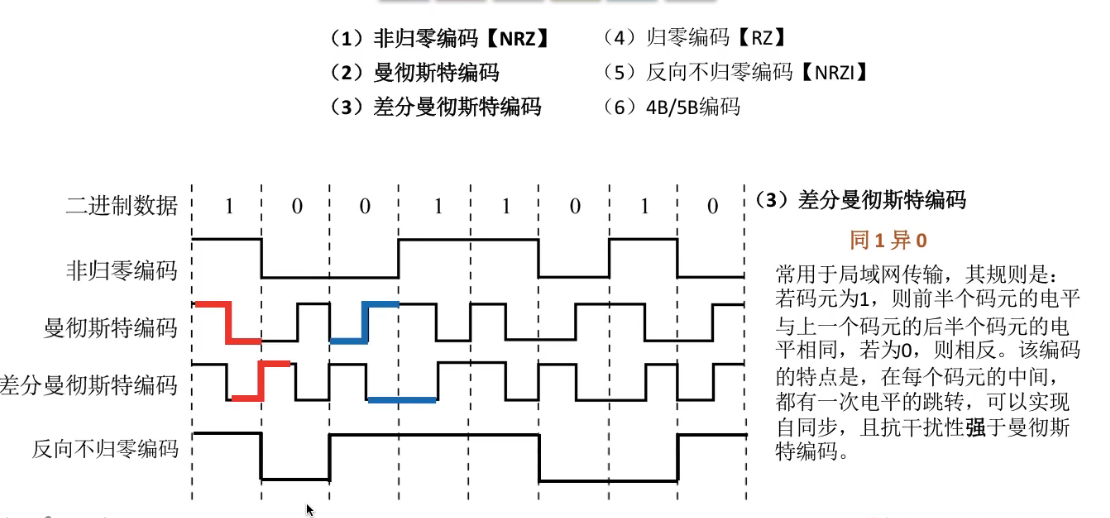 （1）非归零编码【NRZ】 （4）归零编码【RZ】
（2）曼彻斯特编码 （5）反向不归零编码【NRZI】
（3）差分曼彻斯特编码 （6）4B/5B编码
二进制数据 1 0 0 1 1 0 1 0
非归零编码
曼彻斯特编码
差分曼彻斯特编码
反向不归零编码
（3）差分曼彻斯特编码
同1异0
常用于局域网传输，其规则是：
若码元为1，则前半个码元的电平
与上一个码元的后半个码元的电
平相同，若为0，则相反。该编码
的特点是，在每个码元的中间，
都有一次电平的跳转，可以实现
自同步，且抗干扰性强于曼彻斯
特编码。